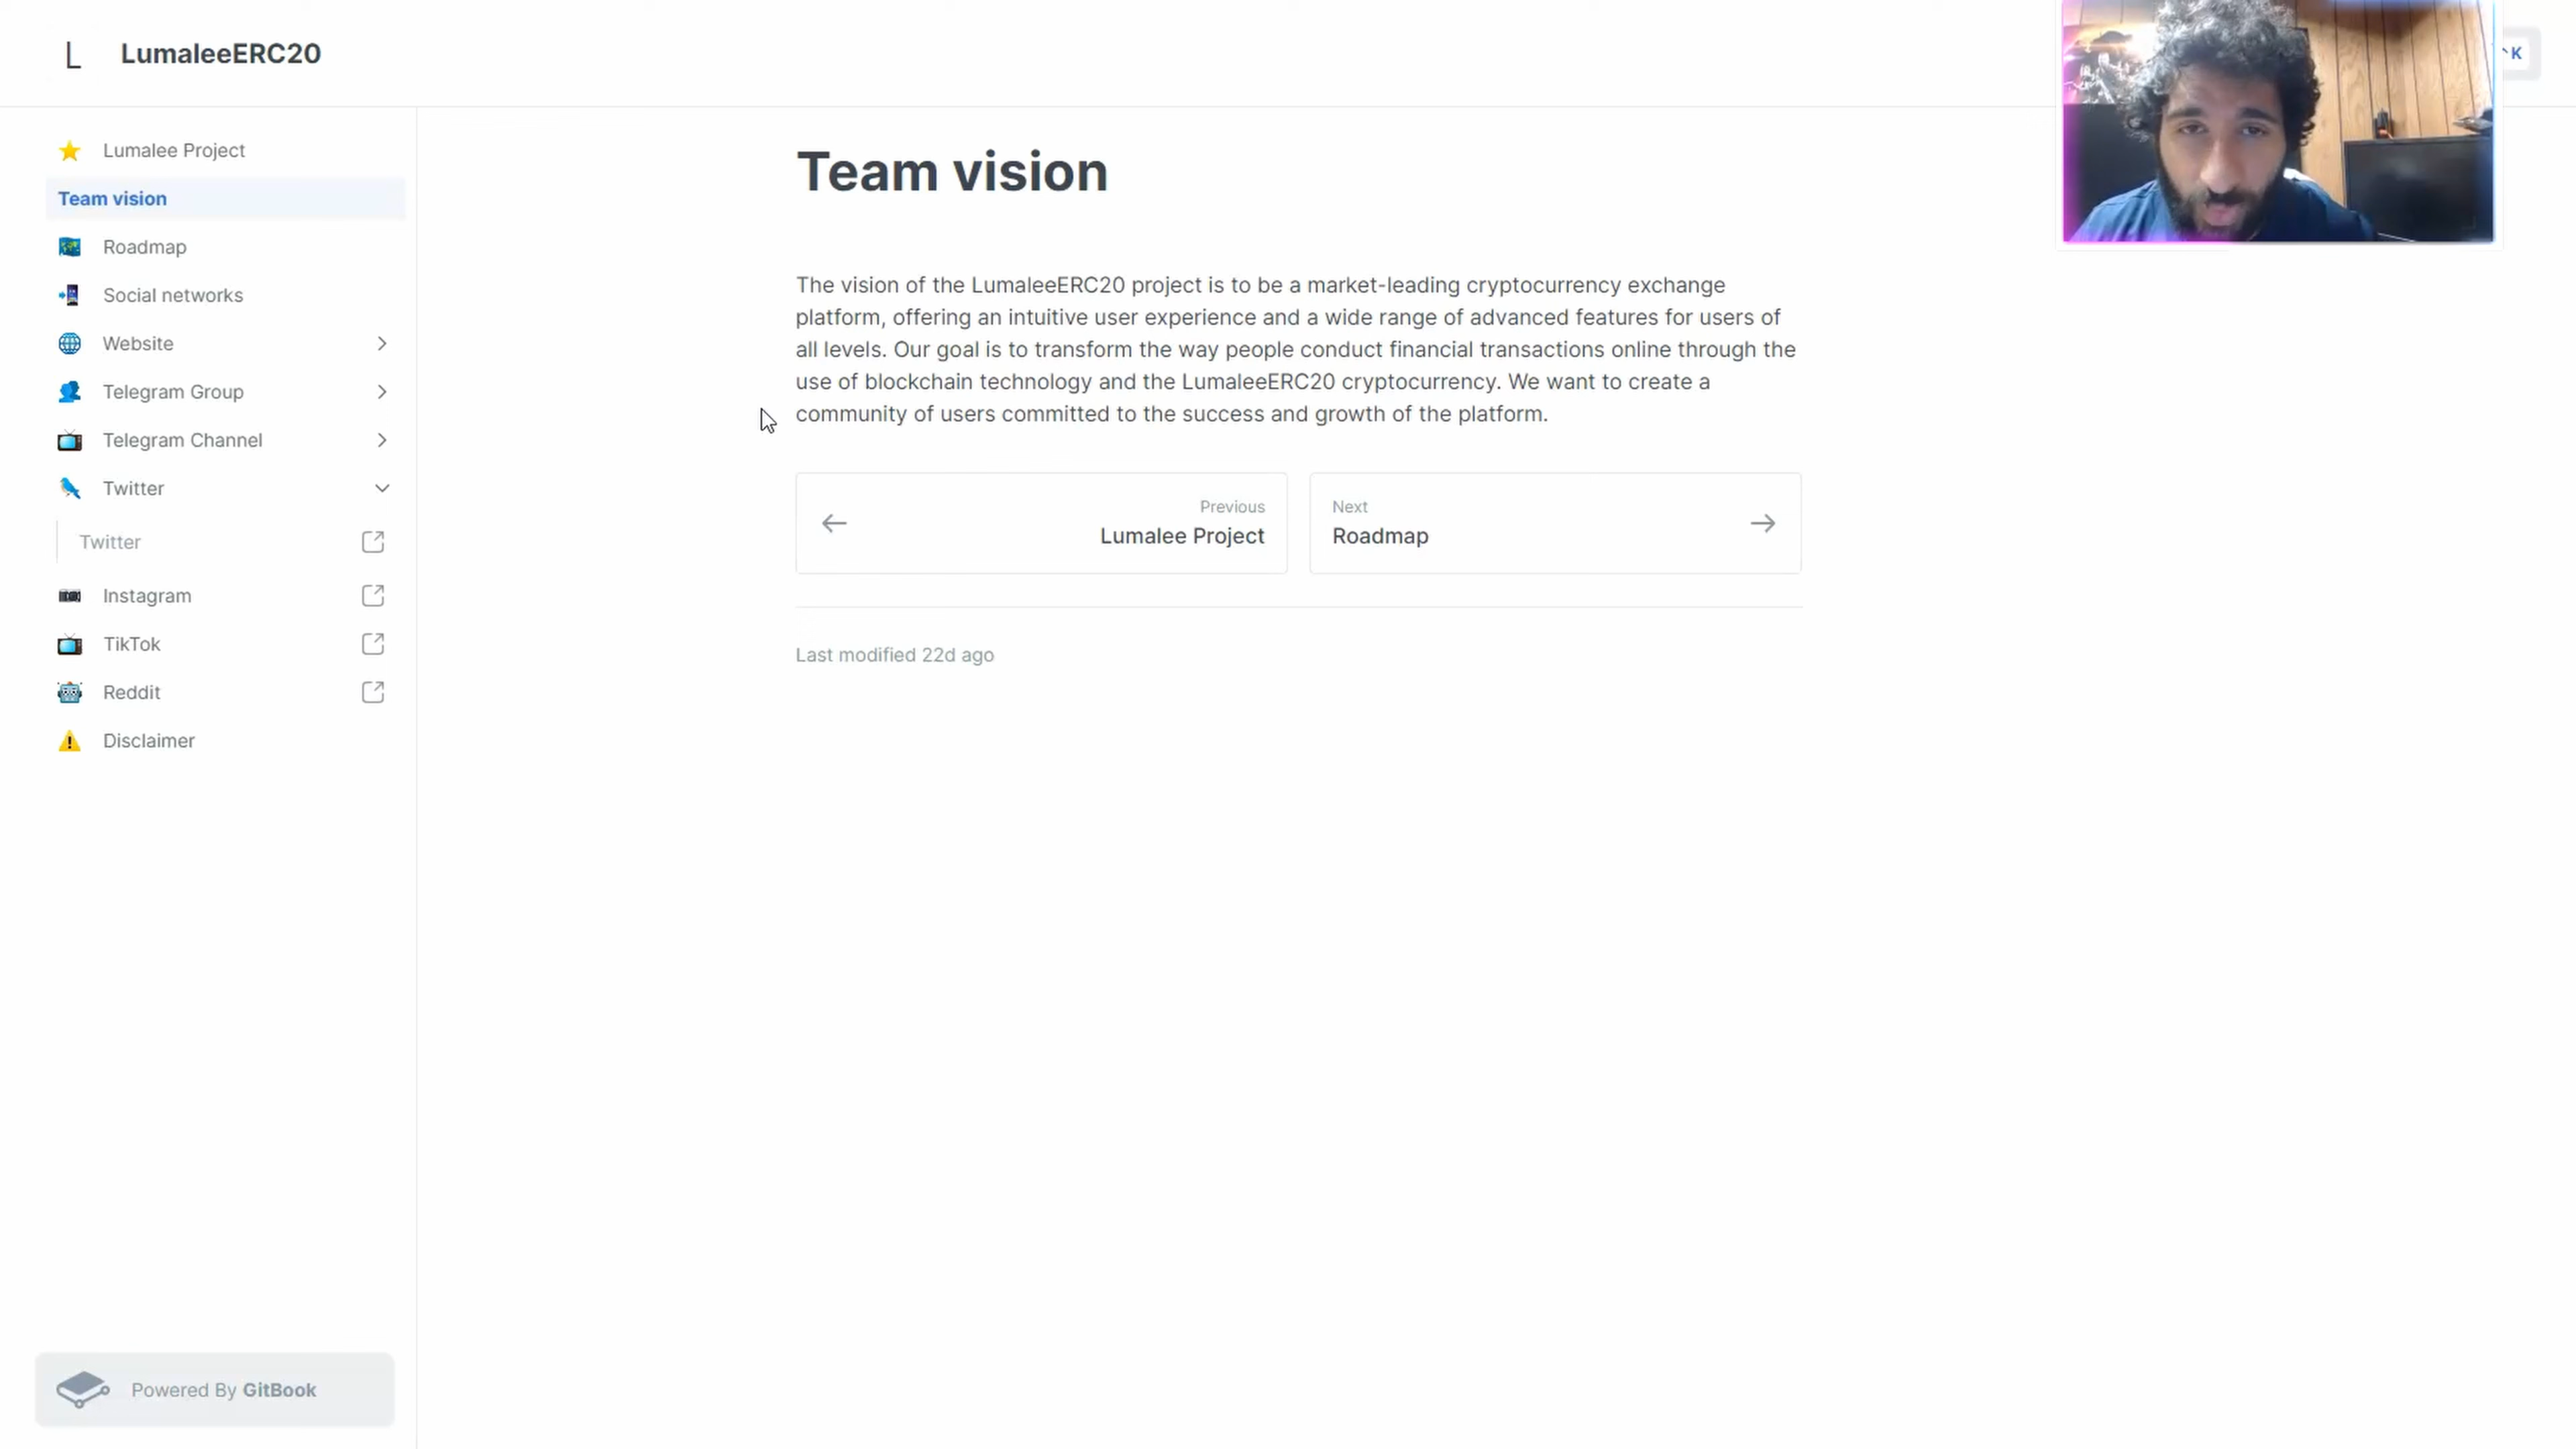 L LumaleeERC20
K
Lumalee Project
Team vision
Roadmap
Social networks
Website
Telegram Group
Telegram Channel
Twitter
Twitter
Instagram
TikTok
Reddit
Disclaimer
Powered By GitBook
Team vision
The vision of the LumaleeERC20 project is to be a market-leading cryptocurrency exchange
platform, offering an intuitive user experience and a wide range of advanced features for users of
all levels. Our goal is to transform the way people conduct financial transactions online through the
use of blockchain technology and the LumaleeERC20 cryptocurrency. We want to create a
community of users committed to the success and growth of the platform.
Previous
Lumalee Project
Next
Roadmap
Last modified 22d ago